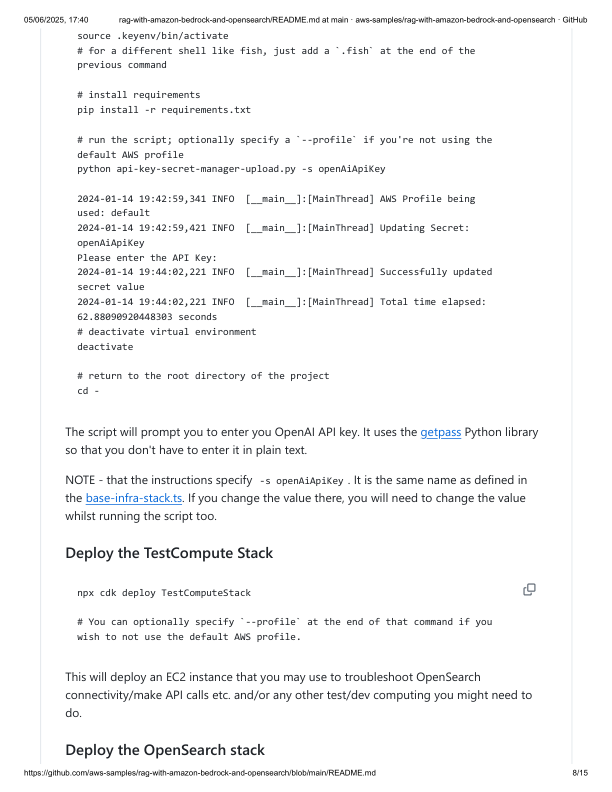 05/06/2025, 17:40 rag-with-amazon-bedrock-and-opensearch/README.md at main · aws-samples/rag-with-amazon-bedrock-and-opensearch · GitHub
source .keyenv/bin/activate
# for a different shell like fish, just add a `.fish` at the end of the
previous command
# install requirements
pip install -r requirements.txt
# run the script; optionally specify a `--profile` if you're not using the
default AWS profile
python api-key-secret-manager-upload.py -s openAiApiKey
2024-01-14 19:42:59,341 INFO  [__main__]:[MainThread] AWS Profile being
used: default
2024-01-14 19:42:59,421 INFO  [__main__]:[MainThread] Updating Secret:
openAiApiKey
Please enter the API Key:
2024-01-14 19:44:02,221 INFO  [__main__]:[MainThread] Successfully updated
secret value
2024-01-14 19:44:02,221 INFO  [__main__]:[MainThread] Total time elapsed:
62.88090920448303 seconds
# deactivate virtual environment
deactivate
# return to the root directory of the project
cd -
The script will prompt you to enter you OpenAI API key. It uses the getpass Python library
so that you don't have to enter it in plain text.
NOTE - that the instructions specify -s openAiApiKey . It is the same name as defined in
the base-infra-stack.ts. If you change the value there, you will need to change the value
whilst running the script too.
Deploy the TestCompute Stack
npx cdk deploy TestComputeStack
# You can optionally specify `--profile` at the end of that command if you
wish to not use the default AWS profile.
This will deploy an EC2 instance that you may use to troubleshoot OpenSearch
connectivity/make API calls etc. and/or any other test/dev computing you might need to
do.
Deploy the OpenSearch stack
https://github.com/aws-samples/rag-with-amazon-bedrock-and-opensearch/blob/main/README.md 8/15